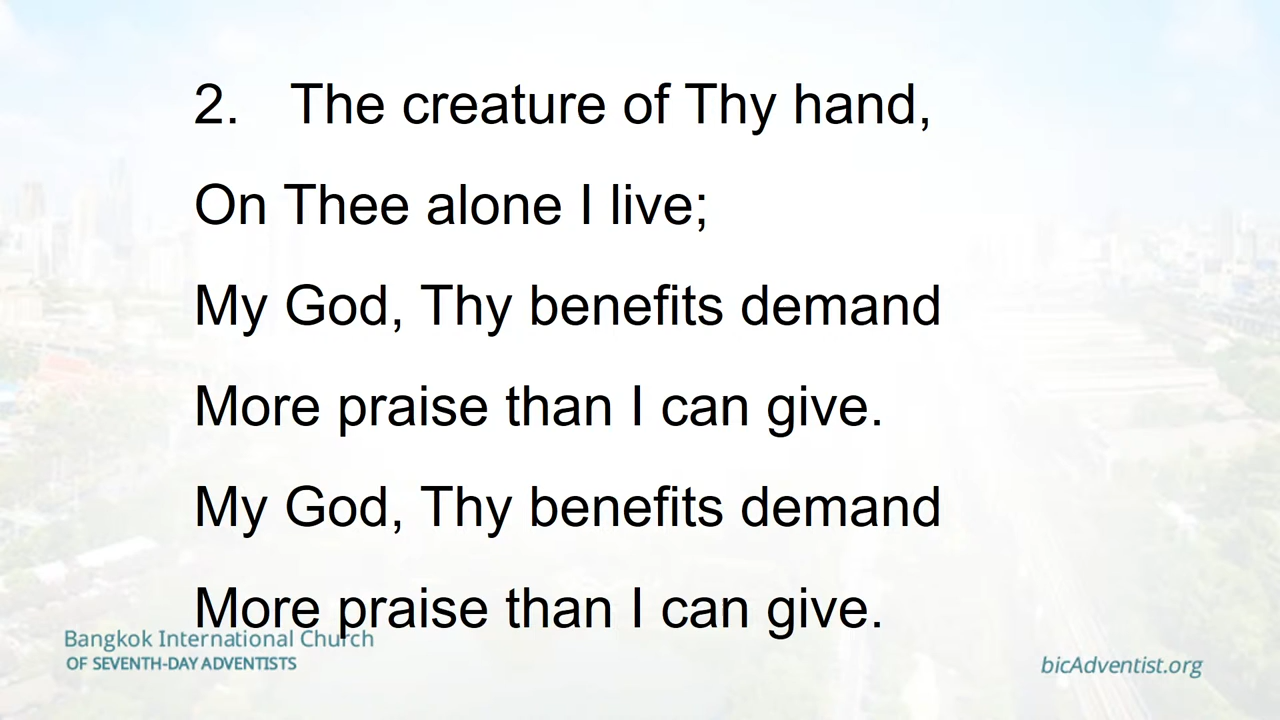 2. The creature of Thy hand,
On Thee alone I live;
My God, Thy benefits demand
More praise than I can give.
My God, Thy benefits demand
More praise than I can give.
Bangkok International Church
OF SEVENTH-DAY ADVENTISTS
bicAdventist.org